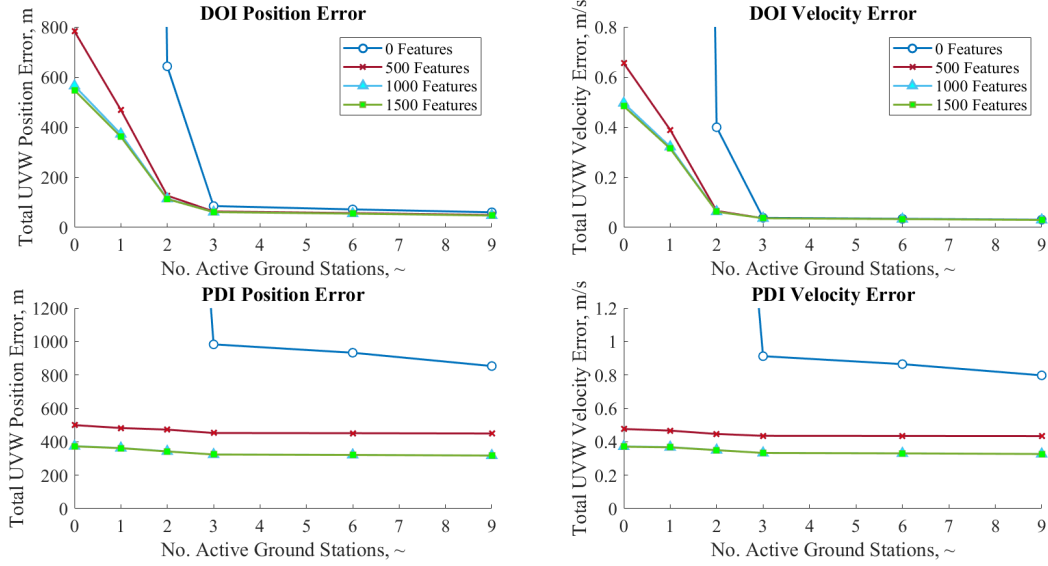 DOI Position Error
Total UVW Position Error, m
800
600
400
200
0
0 1 2 3 4 5 6 7 8 9
No. Active Ground Stations, ~
0 Features
500 Features
1000 Features
1500 Features
DOI Velocity Error
Total UVW Velocity Error, m/s
0.8
0.6
0.4
0.2
0
0 1 2 3 4 5 6 7 8 9
No. Active Ground Stations, ~
0 Features
500 Features
1000 Features
1500 Features
PDI Position Error
Total UVW Position Error, m
1200
1000
800
600
400
200
0
0 1 2 3 4 5 6 7 8 9
No. Active Ground Stations, ~
PDI Velocity Error
Total UVW Velocity Error, m/s
1.2
1
0.8
0.6
0.4
0.2
0
0 1 2 3 4 5 6 7 8 9
No. Active Ground Stations, ~